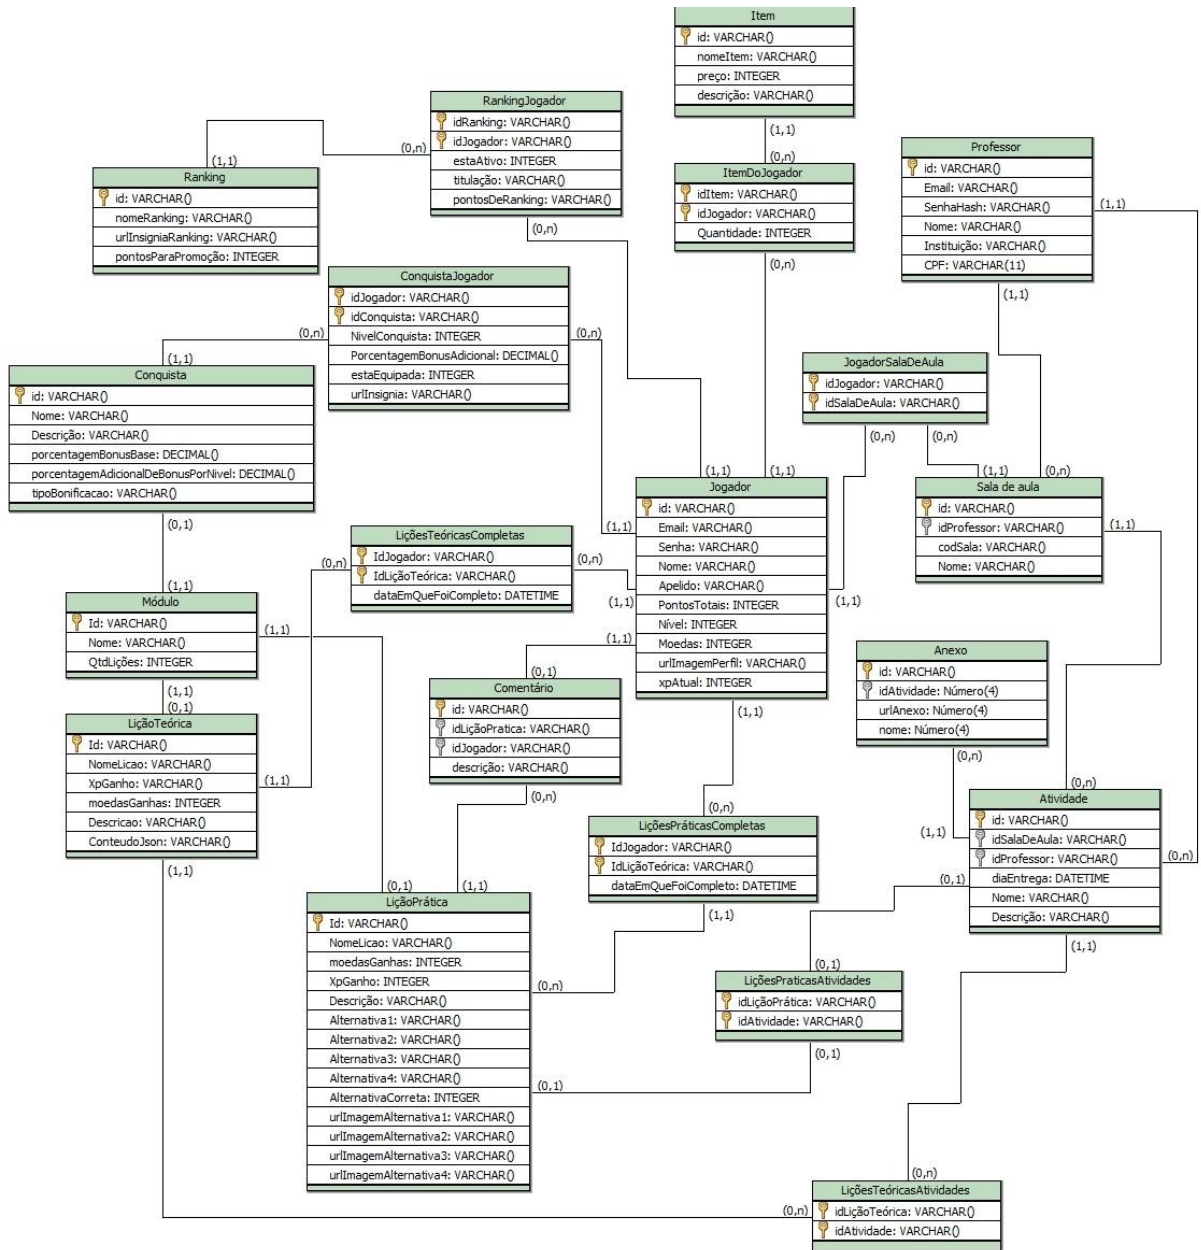 Item
id: VARCHAR()
nomeItem: VARCHAR()
preço: INTEGER
descrição: VARCHAR()
(1,1)
(0,n)
RankingJogador
idRanking: VARCHAR()
idJogador: VARCHAR()
estaAtivo: INTEGER
titulação: VARCHAR()
pontosDeRanking: VARCHAR()
(0,n)
(0,n)
(1,1)
Ranking
id: VARCHAR()
nomeRanking: VARCHAR()
urlInsigniaRanking: VARCHAR()
pontosParaPromoção: INTEGER
ItemDoJogador
idItem: VARCHAR()
idJogador: VARCHAR()
Quantidade: INTEGER
(0,n)
Professor
id: VARCHAR()
Email: VARCHAR()
SenhaHash: VARCHAR()
Nome: VARCHAR()
Instituição: VARCHAR()
CPF: VARCHAR(11)
(1,1)
(1,1)
ConquistaJogador
idJogador: VARCHAR()
idConquista: VARCHAR()
NivelConquista: INTEGER
PorcentagemBonusAdicional: DECIMAL()
estaEquipada: INTEGER
urlInsignia: VARCHAR()
(0,n)
(0,n)
(1,1)
Conquista
id: VARCHAR()
Nome: VARCHAR()
Descrição: VARCHAR()
porcentagemBonusBase: DECIMAL()
porcentagemAdicionalDeBonusPorNivel: DECIMAL()
tipoBonificacao: VARCHAR()
(0,1)
JogadorSalaDeAula
idJogador: VARCHAR()
idSalaDeAula: VARCHAR()
(0,n)
(0,n)
(1,1)
(0,n)
(1,1)
(1,1)
Jogador
id: VARCHAR()
Email: VARCHAR()
Senha: VARCHAR()
Nome: VARCHAR()
Apelido: VARCHAR()
PontosTotais: INTEGER
Nível: INTEGER
Moedas: INTEGER
urlImagemPerfil: VARCHAR()
xpAtual: INTEGER
(1,1)
(1,1)
(1,1)
(1,1)
(1,1)
Sala de aula
id: VARCHAR()
idProfessor: VARCHAR()
codSala: VARCHAR()
Nome: VARCHAR()
(1,1)
LiçõesTeóricasCompletas
IdJogador: VARCHAR()
IdLiçãoTeórica: VARCHAR()
dataEmQueFoiCompleto: DATETIME
(0,n)
(0,n)
(1,1)
Módulo
Id: VARCHAR()
Nome: VARCHAR()
QtdLições: INTEGER
(1,1)
(1,1)
(0,1)
LiçãoTeórica
Id: VARCHAR()
NomeLicao: VARCHAR()
XpGanho: VARCHAR()
moedasGanhas: INTEGER
Descricao: VARCHAR()
ConteudoJson: VARCHAR()
(1,1)
(1,1)
(0,1)
Comentário
id: VARCHAR()
idLiçãoPratica: VARCHAR()
idJogador: VARCHAR()
descrição: VARCHAR()
(0,n)
Anexo
id: VARCHAR()
idAtividade: Número(4)
urlAnexo: Número(4)
nome: Número(4)
(0,n)
(1,1)
(0,n)
Atividade
id: VARCHAR()
idSalaDeAula: VARCHAR()
idProfessor: VARCHAR()
diaEntrega: DATETIME
Nome: VARCHAR()
Descrição: VARCHAR()
(0,n)
(0,1)
(1,1)
(0,n)
LiçõesPráticasCompletas
IdJogador: VARCHAR()
IdLiçãoTeórica: VARCHAR()
dataEmQueFoiCompleto: DATETIME
(1,1)
(0,1)
(1,1)
LiçãoPrática
Id: VARCHAR()
NomeLicao: VARCHAR()
moedasGanhas: INTEGER
XpGanho: INTEGER
Descrição: VARCHAR()
Alternativa1: VARCHAR()
Alternativa2: VARCHAR()
Alternativa3: VARCHAR()
Alternativa4: VARCHAR()
AlternativaCorreta: INTEGER
urlImagemAlternativa1: VARCHAR()
urlImagemAlternativa2: VARCHAR()
urlImagemAlternativa3: VARCHAR()
urlImagemAlternativa4: VARCHAR()
(0,n)
(0,1)
(0,1)
LiçõesPraticasAtividades
idLiçãoPrática: VARCHAR()
idAtividade: VARCHAR()
(0,1)
(0,n)
(0,n)
LiçõesTeóricasAtividades
idLiçãoTeórica: VARCHAR()
idAtividade: VARCHAR()